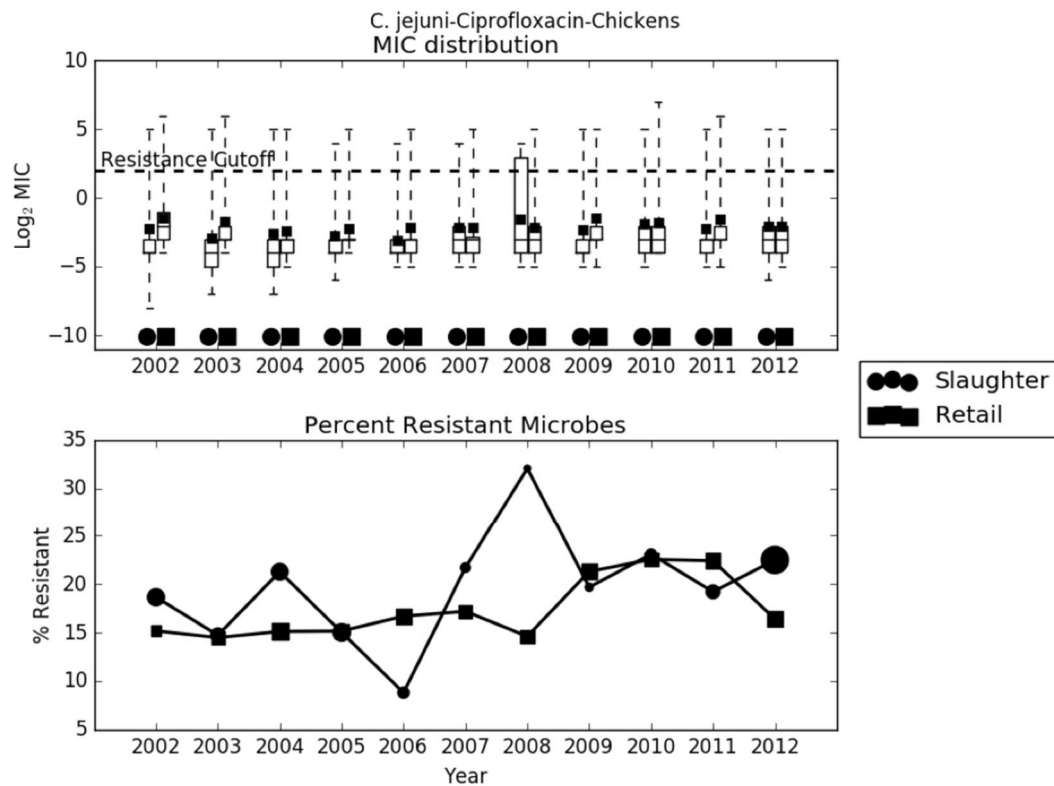 C. jejuni-Ciprofloxacin-Chickens
MIC distribution
10
5
0
−5
−10
Log₂ MIC
Resistance Cutoff
2002 2003 2004 2005 2006 2007 2008 2009 2010 2011 2012
Slaughter
Retail
Percent Resistant Microbes
35
30
25
20
15
10
5
% Resistant
2002 2003 2004 2005 2006 2007 2008 2009 2010 2011 2012
Year